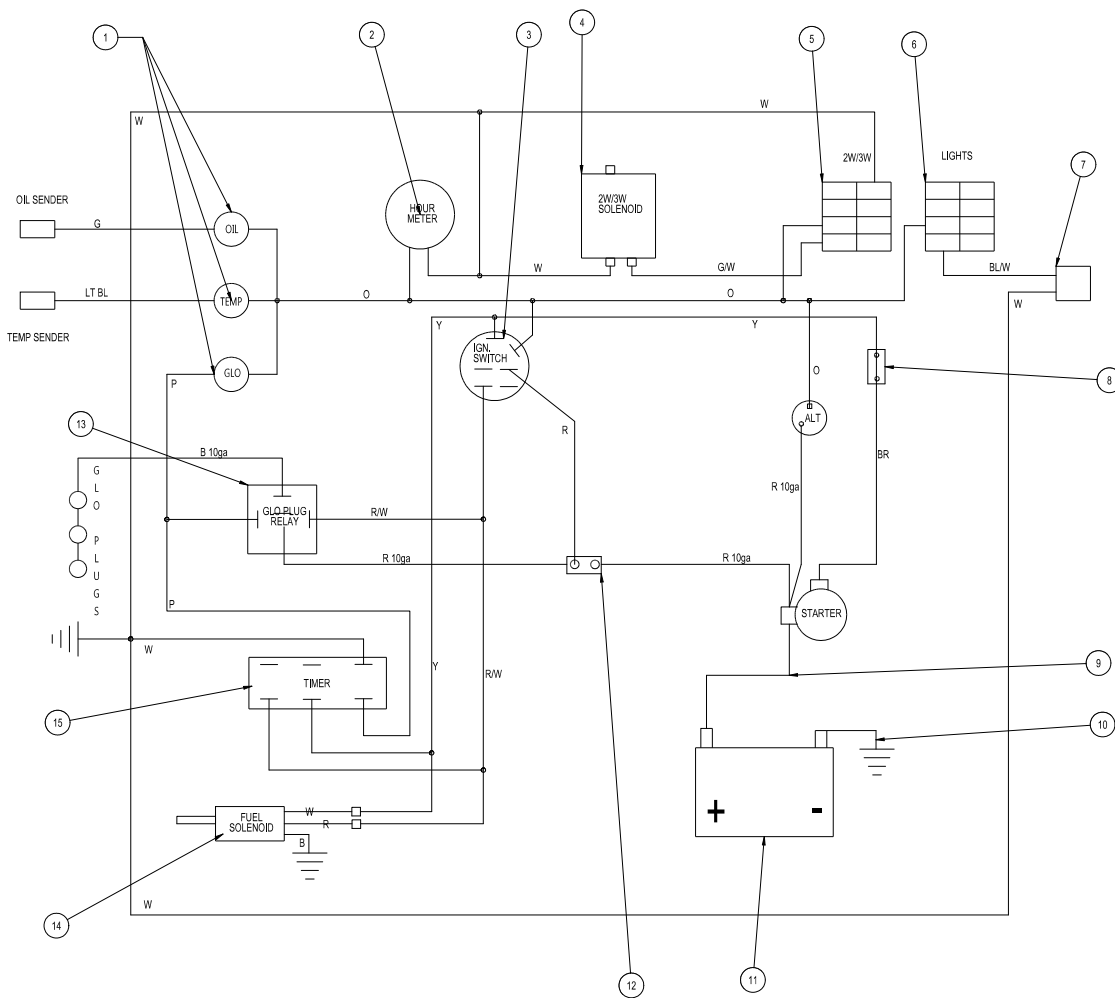 1
2
3
4
5
6
7
8
9
10
11
12
13
14
15
W
W
2W/3W
LIGHTS
OIL SENDER
G
OIL
HOUR
METER
2W/3W
SOLENOID
W
G/W
BL/W
W
LT BL
TEMP
O
O
TEMP SENDER
Y
Y
IGN.
SWITCH
GLO
P
O
ALT
R
BR
B 10ga
GLO PLUGS
GLO PLUG
RELAY
R/W
R 10ga
R 10ga
R 10ga
STARTER
P
W
Y
R/W
TIMER
FUEL
SOLENOID
W
R
B
+
-
W